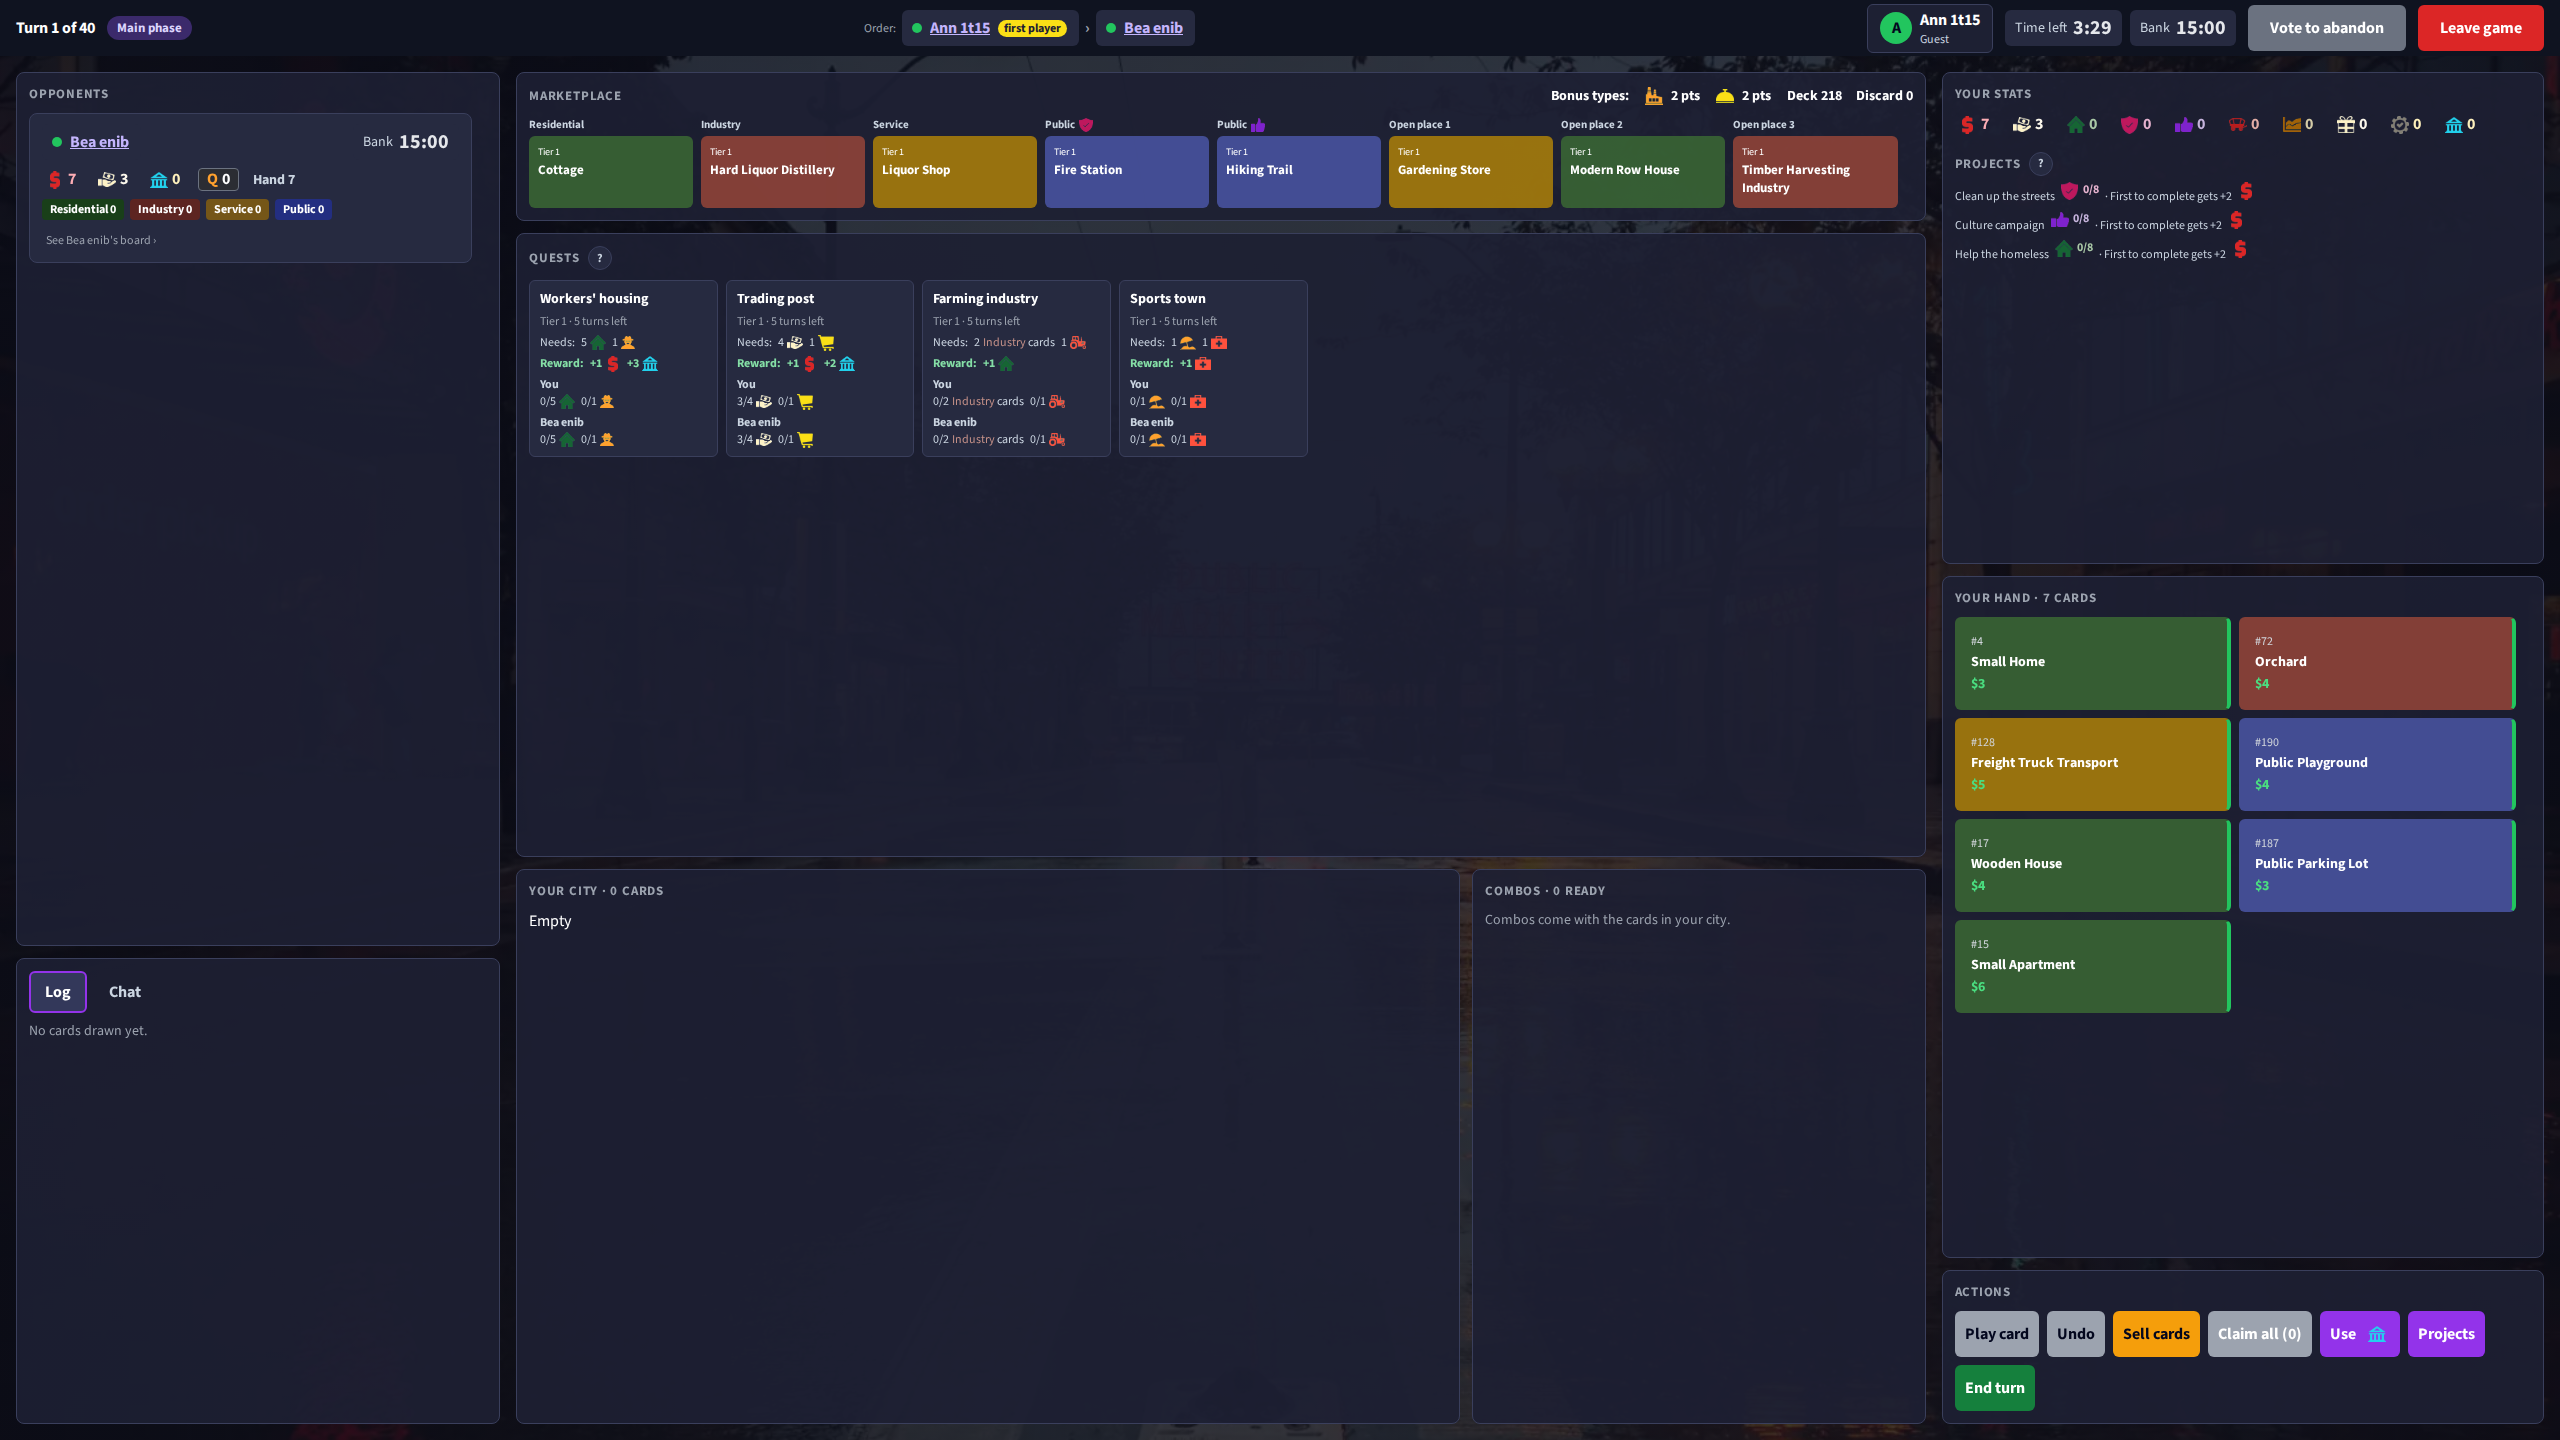 Turn 1 of 40 Main phase
Order: Ann 1t15 first player › Bea enib
A Ann 1t15 Guest
Time left 3:29 Bank 15:00 Vote to abandon Leave game
OPPONENTS
Bea enib Bank 15:00
7 3 0 Q 0 Hand 7
Residential 0 Industry 0 Service 0 Public 0
See Bea enib's board ›
Log Chat
No cards drawn yet.
MARKETPLACE Bonus types: 2 pts 2 pts Deck 218 Discard 0
Residential Industry Service Public Public Open place 1 Open place 2 Open place 3
Tier 1 Tier 1 Tier 1 Tier 1 Tier 1 Tier 1 Tier 1 Tier 1
Cottage Hard Liquor Distillery Liquor Shop Fire Station Hiking Trail Gardening Store Modern Row House Timber Harvesting
Industry
QUESTS ?
Workers' housing
Tier 1 · 5 turns left
Needs: 5 1
Reward: +1 +3
You
0/5 0/1
Bea enib
0/5 0/1
Trading post
Tier 1 · 5 turns left
Needs: 4 1
Reward: +1 +2
You
3/4 0/1
Bea enib
3/4 0/1
Farming industry
Tier 1 · 5 turns left
Needs: 2 Industry cards 1
Reward: +1
You
0/2 Industry cards 0/1
Bea enib
0/2 Industry cards 0/1
Sports town
Tier 1 · 5 turns left
Needs: 1 1
Reward: +1
You
0/1 0/1
Bea enib
0/1 0/1
YOUR CITY · 0 CARDS
Empty
COMBOS · 0 READY
Combos come with the cards in your city.
YOUR STATS
7 3 0 0 0 0 0 0 0 0
PROJECTS ?
Clean up the streets 0/8 · First to complete gets +2
Culture campaign 0/8 · First to complete gets +2
Help the homeless 0/8 · First to complete gets +2
YOUR HAND · 7 CARDS
#4
Small Home
$3
#72
Orchard
$4
#128
Freight Truck Transport
$5
#190
Public Playground
$4
#17
Wooden House
$4
#187
Public Parking Lot
$3
#15
Small Apartment
$6
ACTIONS
Play card Undo Sell cards Claim all (0) Use Projects
End turn